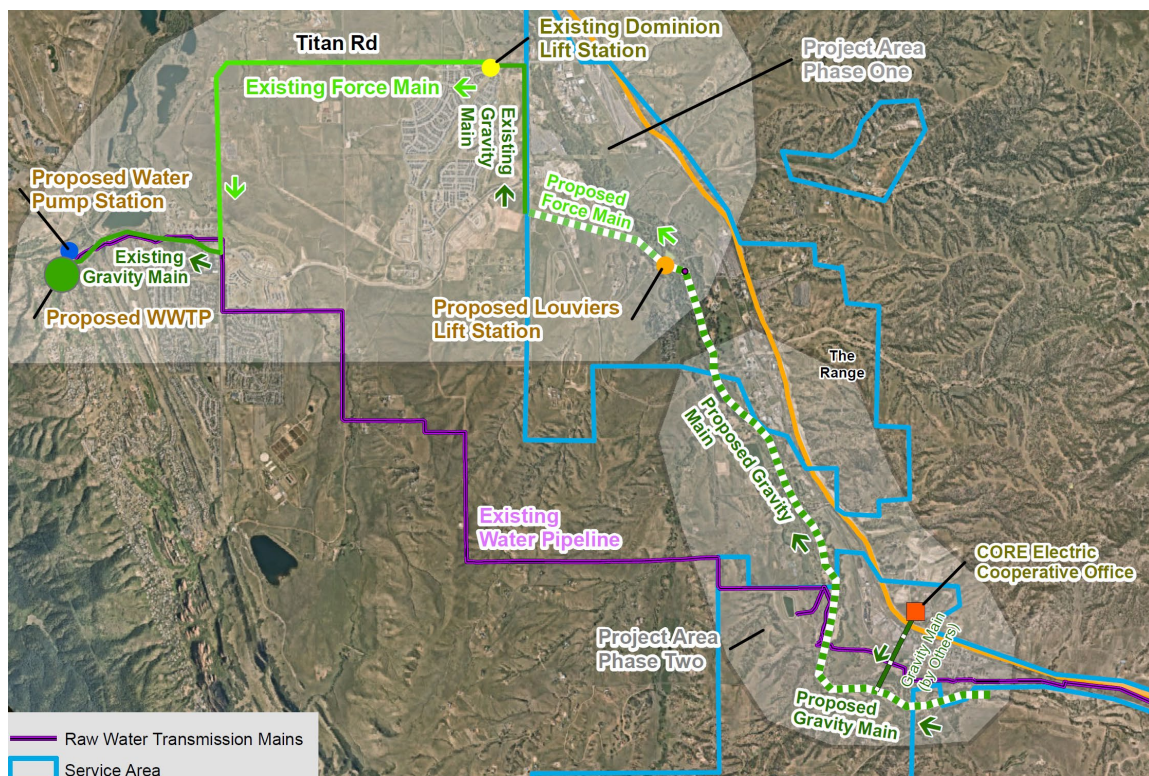 Existing Dominion
Lift Station
Titan Rd
Project Area
Phase One
Existing Force Main
Existing
Gravity
Main
Proposed Water
Pump Station
Proposed
Force Main
Existing
Gravity Main
Proposed WWTP
Proposed Louviers
Lift Station
The
Range
Proposed Gravity
Main
Existing
Water Pipeline
CORE Electric
Cooperative Office
Project Area
Phase Two
Gravity Main
(by Others)
Proposed
Gravity Main
Raw Water Transmission Mains
Service Area